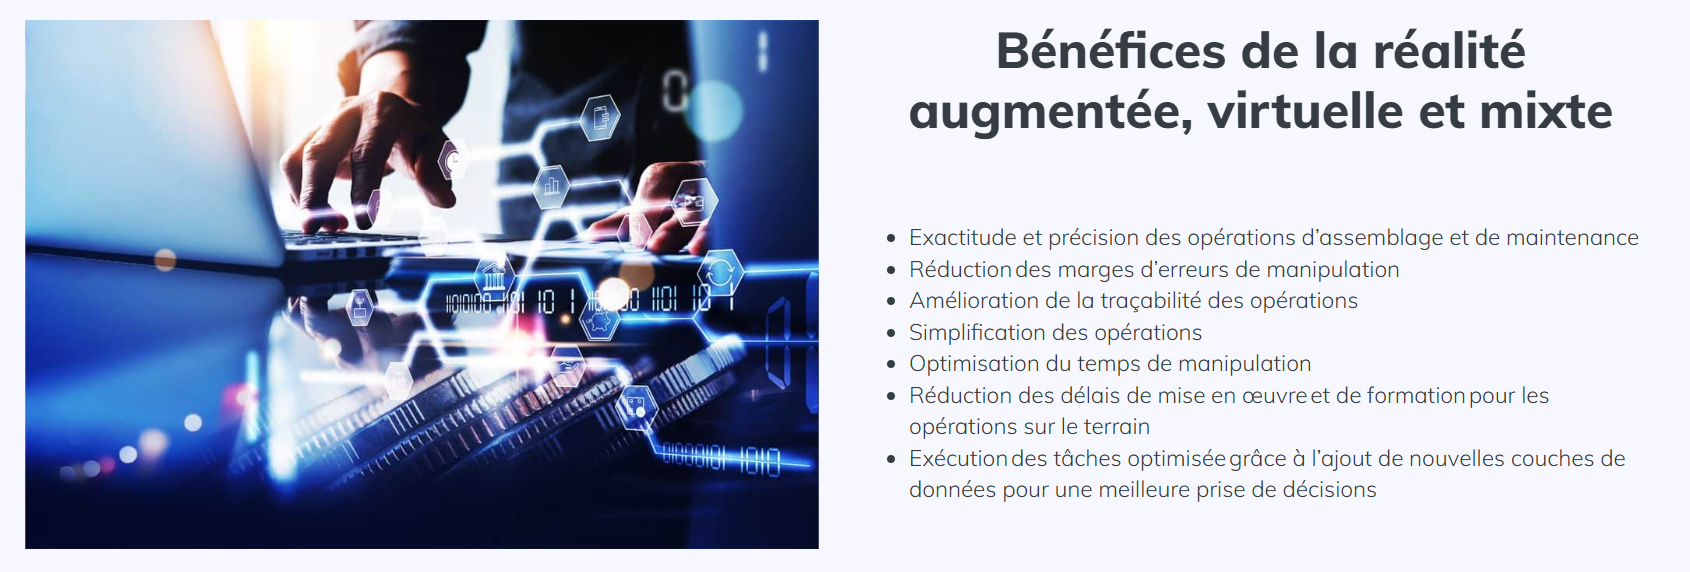 Bénéfices de la réalité
augmentée, virtuelle et mixte
• Exactitude et précision des opérations d’assemblage et de maintenance
• Réduction des marges d’erreurs de manipulation
• Amélioration de la traçabilité des opérations
• Simplification des opérations
• Optimisation du temps de manipulation
• Réduction des délais de mise en œuvre et de formation pour les
opérations sur le terrain
• Exécution des tâches optimisée grâce à l’ajout de nouvelles couches de
données pour une meilleure prise de décisions